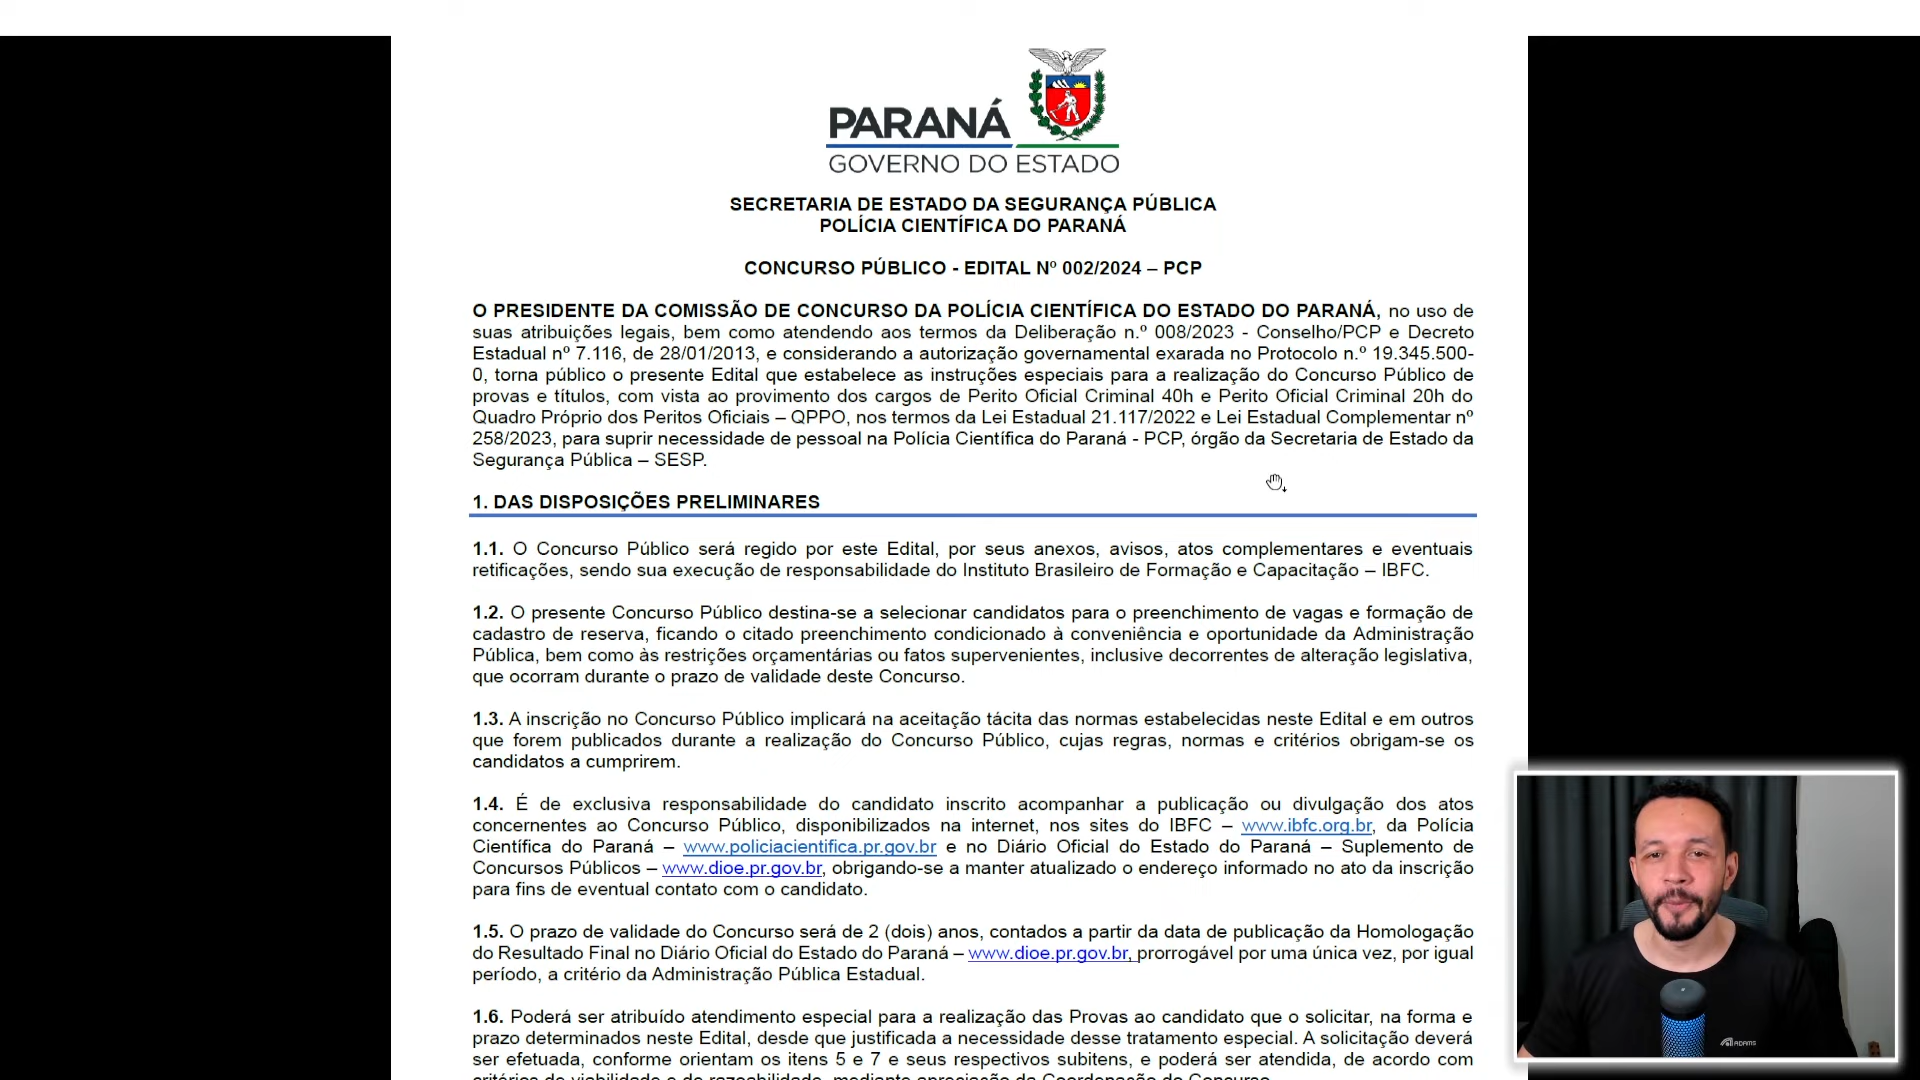 PARANÁ
GOVERNO DO ESTADO
SECRETARIA DE ESTADO DA SEGURANÇA PÚBLICA
POLÍCIA CIENTÍFICA DO PARANÁ
CONCURSO PÚBLICO - EDITAL Nº 002/2024 – PCP
O PRESIDENTE DA COMISSÃO DE CONCURSO DA POLÍCIA CIENTÍFICA DO ESTADO DO PARANÁ, no uso de
suas atribuições legais, bem como atendendo aos termos da Deliberação n.º 008/2023 - Conselho/PCP e Decreto
Estadual nº 7.116, de 28/01/2013, e considerando a autorização governamental exarada no Protocolo n.º 19.345.500-
0, torna público o presente Edital que estabelece as instruções especiais para a realização do Concurso Público de
provas e títulos, com vista ao provimento dos cargos de Perito Oficial Criminal 40h e Perito Oficial Criminal 20h do
Quadro Próprio dos Peritos Oficiais – QPPO, nos termos da Lei Estadual 21.117/2022 e Lei Estadual Complementar nº
258/2023, para suprir necessidade de pessoal na Polícia Científica do Paraná - PCP, órgão da Secretaria de Estado da
Segurança Pública – SESP.
1. DAS DISPOSIÇÕES PRELIMINARES
1.1. O Concurso Público será regido por este Edital, por seus anexos, avisos, atos complementares e eventuais
retificações, sendo sua execução de responsabilidade do Instituto Brasileiro de Formação e Capacitação – IBFC.
1.2. O presente Concurso Público destina-se a selecionar candidatos para o preenchimento de vagas e formação de
cadastro de reserva, ficando o citado preenchimento condicionado à conveniência e oportunidade da Administração
Pública, bem como às restrições orçamentárias ou fatos supervenientes, inclusive decorrentes de alteração legislativa,
que ocorram durante o prazo de validade deste Concurso.
1.3. A inscrição no Concurso Público implicará na aceitação tácita das normas estabelecidas neste Edital e em outros
que forem publicados durante a realização do Concurso Público, cujas regras, normas e critérios obrigam-se os
candidatos a cumprirem.
1.4. É de exclusiva responsabilidade do candidato inscrito acompanhar a publicação ou divulgação dos atos
concernentes ao Concurso Público, disponibilizados na internet, nos sites do IBFC – www.ibfc.org.br, da Polícia
Científica do Paraná – www.policiacientifica.pr.gov.br e no Diário Oficial do Estado do Paraná – Suplemento de
Concursos Públicos – www.dioe.pr.gov.br, obrigando-se a manter atualizado o endereço informado no ato da inscrição
para fins de eventual contato com o candidato.
1.5. O prazo de validade do Concurso será de 2 (dois) anos, contados a partir da data de publicação da Homologação
do Resultado Final no Diário Oficial do Estado do Paraná – www.dioe.pr.gov.br, prorrogável por uma única vez, por igual
período, a critério da Administração Pública Estadual.
1.6. Poderá ser atribuído atendimento especial para a realização das Provas ao candidato que o solicitar, na forma e
prazo determinados neste Edital, desde que justificada a necessidade desse tratamento especial. A solicitação deverá
ser efetuada, conforme orientam os itens 5 e 7 e seus respectivos subitens, e poderá ser atendida, de acordo com
critérios de viabilidade e de razoabilidade, mediante apreciação da Coordenação do Concurso.
ADAMS